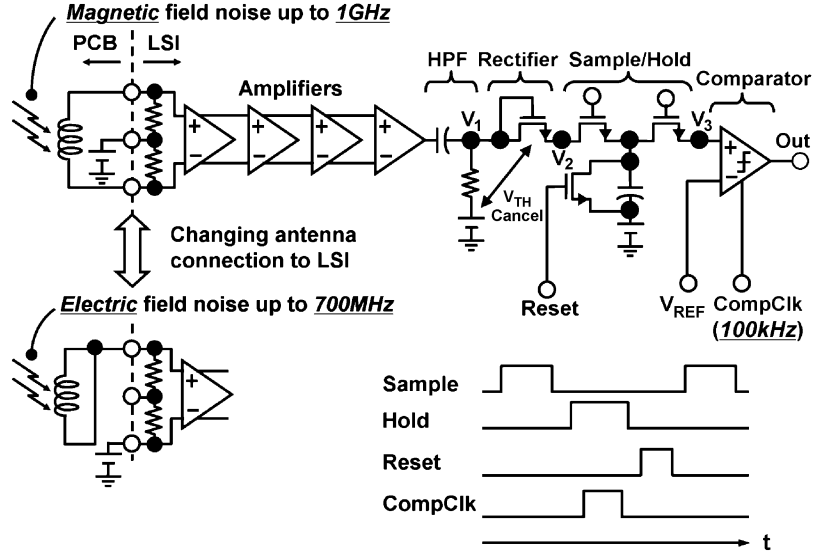 Magnetic field noise up to 1GHz
PCB LSI
Amplifiers
HPF Rectifier Sample/Hold
Comparator
V1
V2
V3
Out
+
−
+
−
+
−
+
−
+
−
VTH
Cancel
Changing antenna
connection to LSI
Reset
VREF CompClk
(100kHz)
Electric field noise up to 700MHz
+
−
Sample
Hold
Reset
CompClk
t